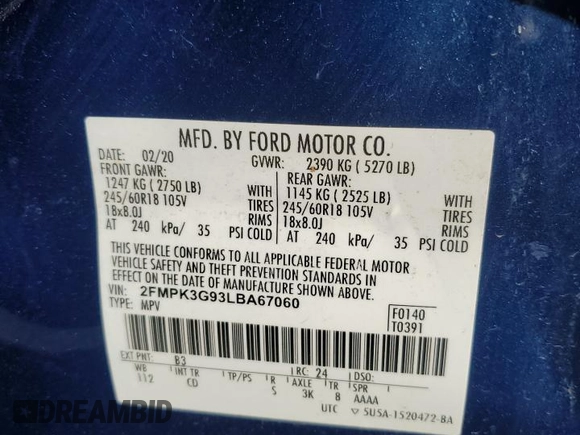 MFD. BY FORD MOTOR CO.
DATE: 02/20 GVWR: 2390 KG ( 5270 LB)
FRONT GAWR: REAR GAWR:
1247 KG ( 2750 LB) WITH 1145 KG ( 2525 LB) WITH
245/60R18 105V TIRES 245/60R18 105V TIRES
18x8.0J RIMS 18x8.0J RIMS
AT 240 kPa/ 35 PSI COLD AT 240 kPa/ 35 PSI COLD
THIS VEHICLE CONFORMS TO ALL APPLICABLE FEDERAL MOTOR
VEHICLE SAFETY AND THEFT PREVENTION STANDARDS IN
EFFECT ON THE DATE OF MANUFACTURE SHOWN ABOVE.
VIN: 2FMPK3G93LBA67060 F0140
TYPE: MPV T0391
EXT PNT: B3 RC: 24 DSO:
WB INT TR TP/PS R AXLE TR SPR
112 CD S 3K 8 AAAA
UTC 5USA-1520472-BA
DREAMBID